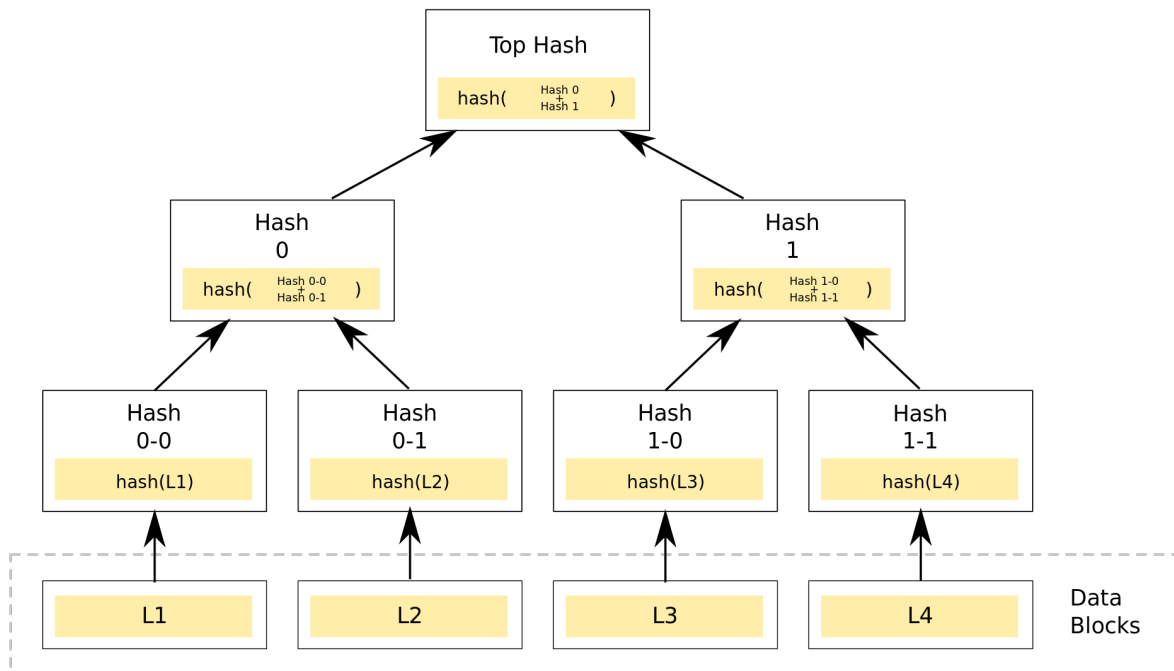 Top Hash
hash( Hash 0 + Hash 1 )
Hash
0
hash( Hash 0-0 + Hash 0-1 )
Hash
1
hash( Hash 1-0 + Hash 1-1 )
Hash
0-0
hash(L1)
Hash
0-1
hash(L2)
Hash
1-0
hash(L3)
Hash
1-1
hash(L4)
L1
L2
L3
L4
Data
Blocks